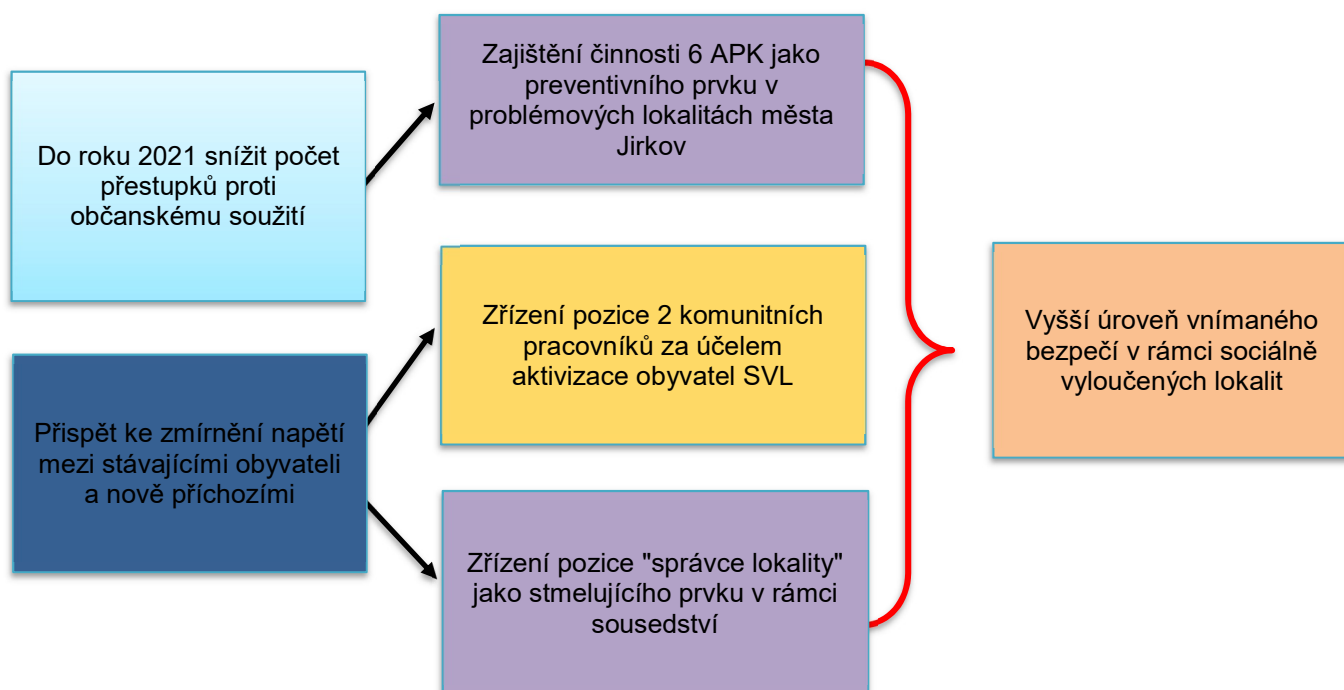 Do roku 2021 snížit počet
přestupků proti
občanskému soužití
Přispět ke zmírnění napětí
mezi stávajícími obyvateli
a nově příchozími
Zajištění činnosti 6 APK jako
preventivního prvku v
problémových lokalitách města
Jirkov
Zřízení pozice 2 komunitních
pracovníků za účelem
aktivizace obyvatel SVL
Zřízení pozice "správce lokality"
jako stmelujícího prvku v rámci
sousedství
Vyšší úroveň vnímaného
bezpečí v rámci sociálně
vyloučených lokalit